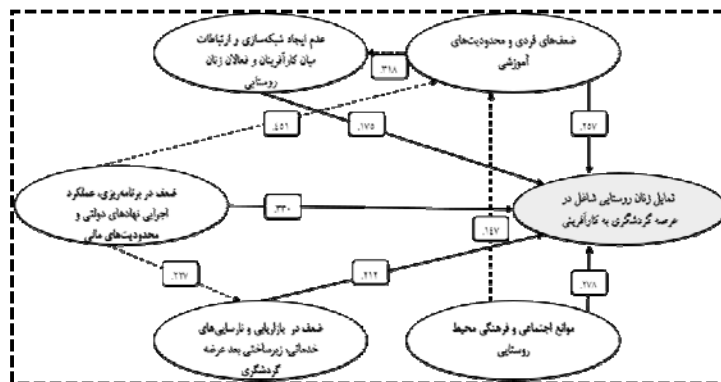 ضعف‌های فردی و محدودیت‌های
آموزشی
عدم ایجاد شبکه‌سازی و ارتباطات
میان کارآفرینان و فعالان زنان
روستایی
.۳۱۸
.۴۵۱
.۱۷۵
.۲۵۷
ضعف در برنامه‌ریزی، عملکرد
اجرایی نهادهای دولتی و
محدودیت‌های مالی
.۳۳۰
تمایل زنان روستایی شاغل در
عرصه گردشگری به کارآفرینی
.۱۴۷
.۲۳۷
.۲۱۲
.۲۷۸
موانع اجتماعی و فرهنگی محیط
روستایی
ضعف در بازاریابی و نارسایی‌های
خدماتی، زیرساختی بعد عرضه
گردشگری